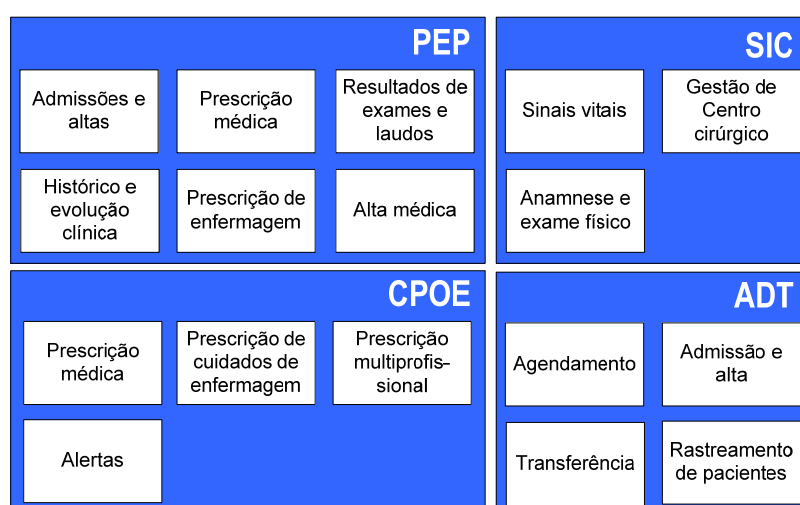 PEP
Admissões e
altas
Prescrição
médica
Resultados de
exames e
laudos
Histórico e
evolução
clínica
Prescrição de
enfermagem
Alta médica
SIC
Sinais vitais
Gestão de
Centro
cirúrgico
Anamnese e
exame físico
CPOE
Prescrição
médica
Prescrição de
cuidados de
enfermagem
Prescrição
multiprofis-
sional
Alertas
ADT
Agendamento
Admissão e
alta
Transferência
Rastreamento
de pacientes